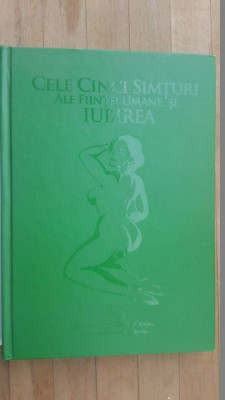 CELE CINCI SIMȚURI
ALE FIINȚEI UMANE ȘI
IUBIREA